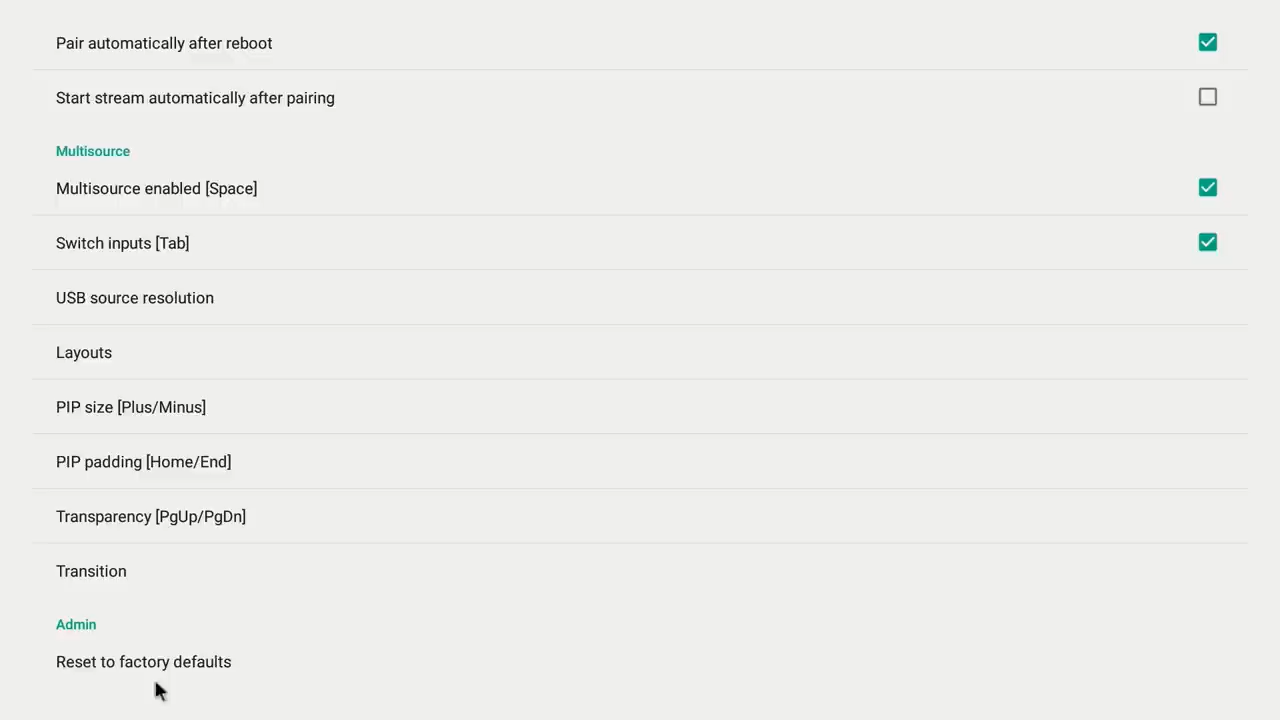 Pair automatically after reboot
Start stream automatically after pairing
Multisource
Multisource enabled [Space]
Switch inputs [Tab]
USB source resolution
Layouts
PIP size [Plus/Minus]
PIP padding [Home/End]
Transparency [PgUp/PgDn]
Transition
Admin
Reset to factory defaults